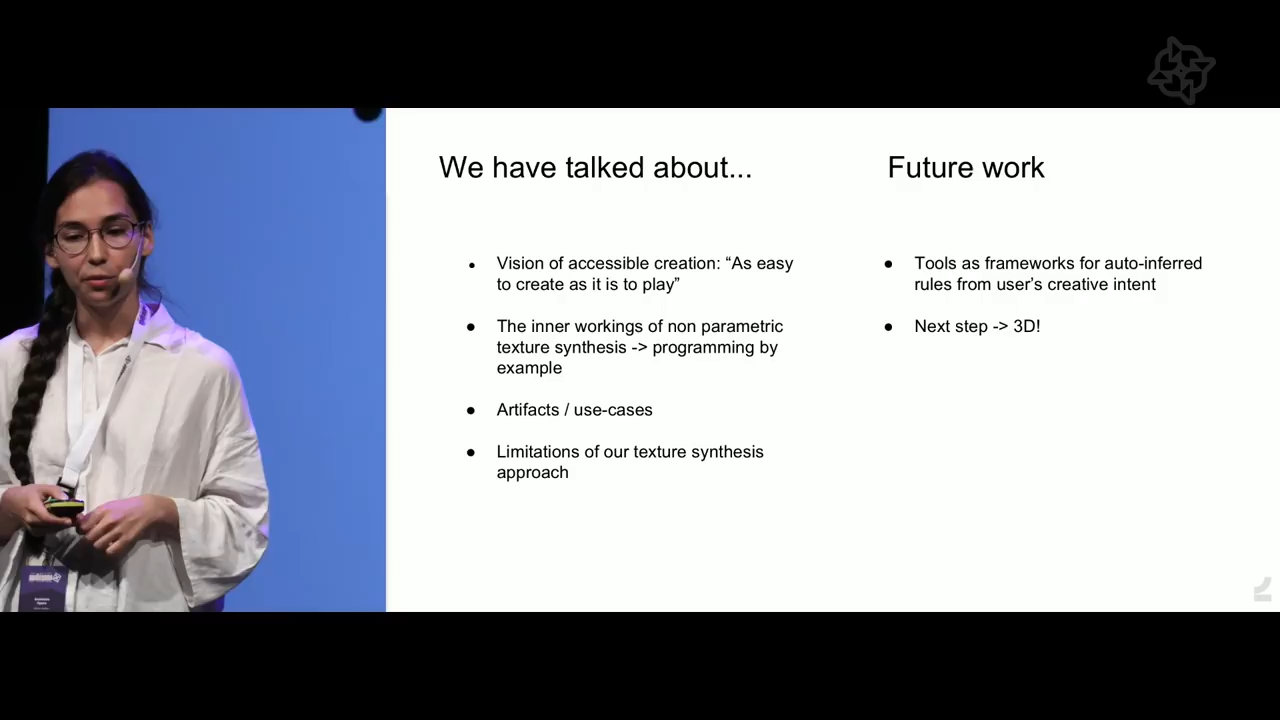 We have talked about...
Vision of accessible creation: “As easy
to create as it is to play”
The inner workings of non parametric
texture synthesis -> programming by
example
Artifacts / use-cases
Limitations of our texture synthesis
approach
Future work
Tools as frameworks for auto-inferred
rules from user’s creative intent
Next step -> 3D!